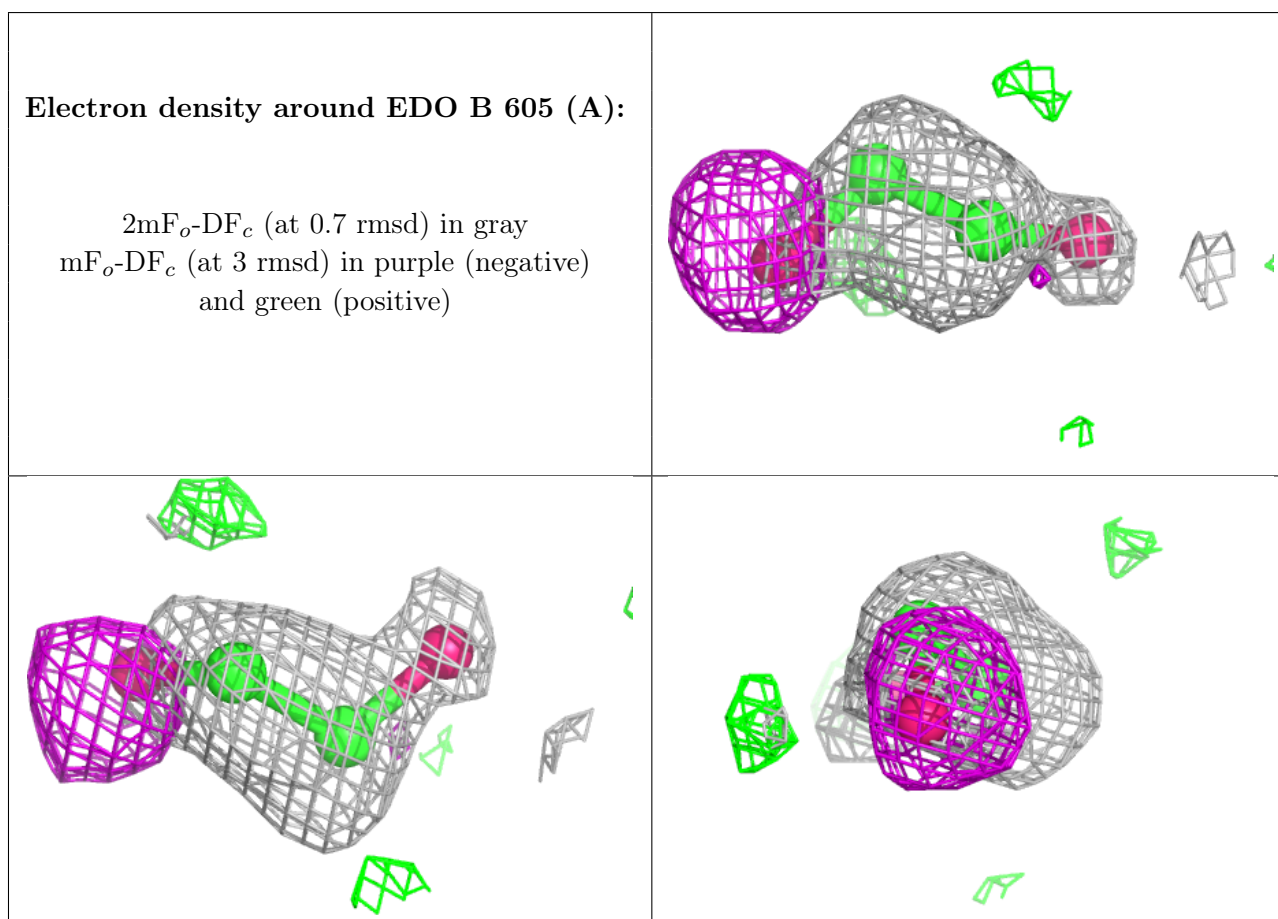 Electron density around EDO B 605 (A):
2mFₒ-DF𝒸 (at 0.7 rmsd) in gray
mFₒ-DF𝒸 (at 3 rmsd) in purple (negative)
and green (positive)